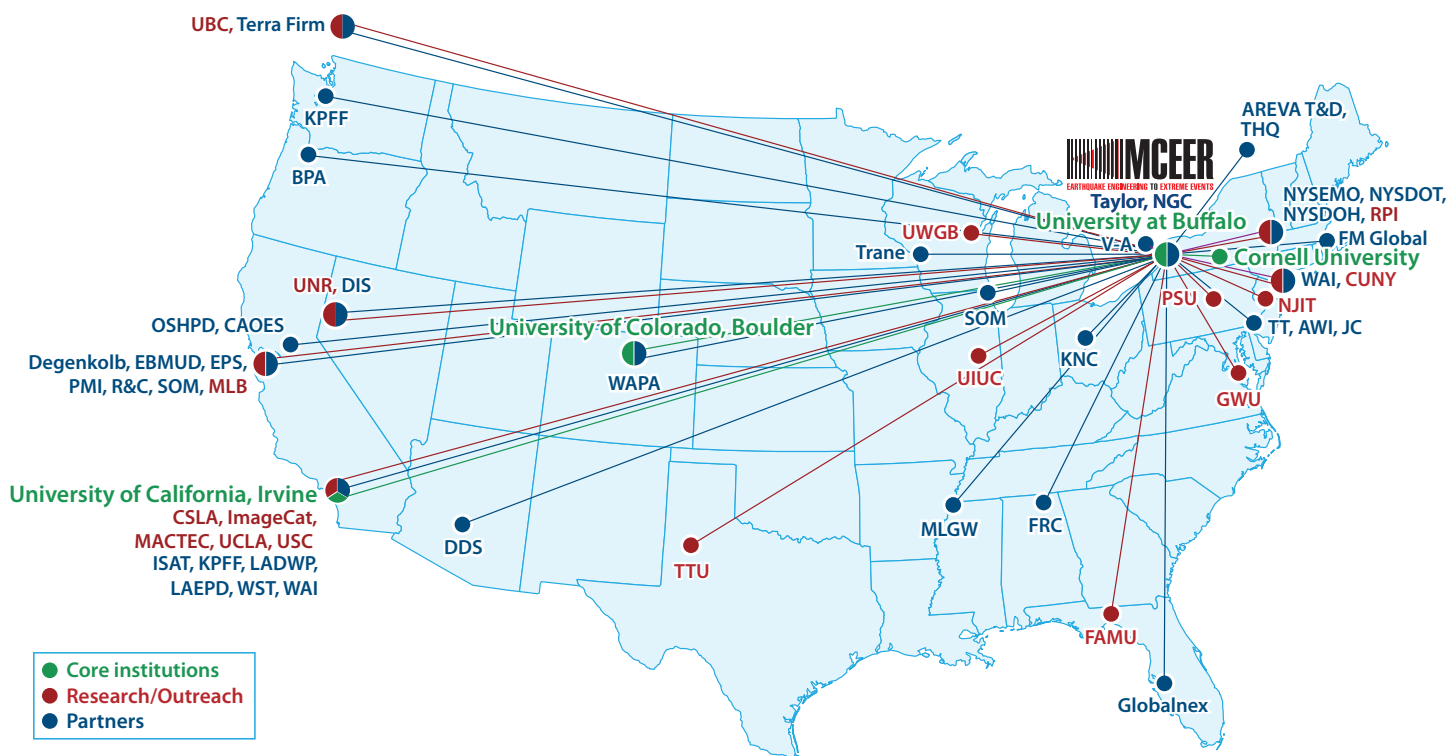 UBC, Terra Firm
KPFF
BPA
AREVA T&D,
THQ
MCEER
EARTHQUAKE ENGINEERING TO EXTREME EVENTS
Taylor, NGC
University at Buffalo
V-A
NYSEMO, NYSDOT,
NYSDOH, RPI
FM Global
Cornell University
WAI, CUNY
UWGB
Trane
PSU
NJIT
TT, AWI, JC
UNR, DIS
OSHPD, CAOES
Degenkolb, EBMUD, EPS,
PMI, R&C, SOM, MLB
University of Colorado, Boulder
WAPA
SOM
UIUC
KNC
GWU
University of California, Irvine
CSLA, ImageCat,
MACTEC, UCLA, USC
ISAT, KPFF, LADWP,
LAEPD, WST, WAI
DDS
TTU
MLGW
FRC
FAMU
Globalnex
Core institutions
Research/Outreach
Partners